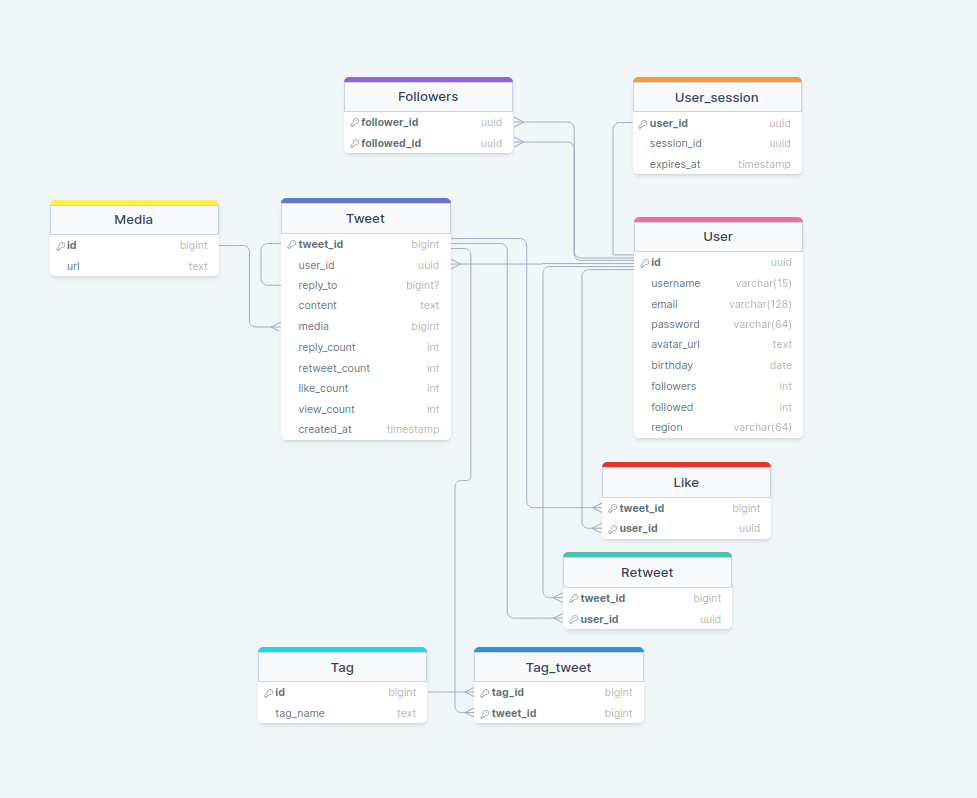 Followers
follower_id uuid
followed_id uuid
User_session
user_id uuid
session_id uuid
expires_at timestamp
Media
id bigint
url text
Tweet
tweet_id bigint
user_id uuid
reply_to bigint?
content text
media bigint
reply_count int
retweet_count int
like_count int
view_count int
created_at timestamp
User
id uuid
username varchar(15)
email varchar(128)
password varchar(64)
avatar_url text
birthday date
followers int
followed int
region varchar(64)
Like
tweet_id bigint
user_id uuid
Retweet
tweet_id bigint
user_id uuid
Tag
id bigint
tag_name text
Tag_tweet
tag_id bigint
tweet_id bigint